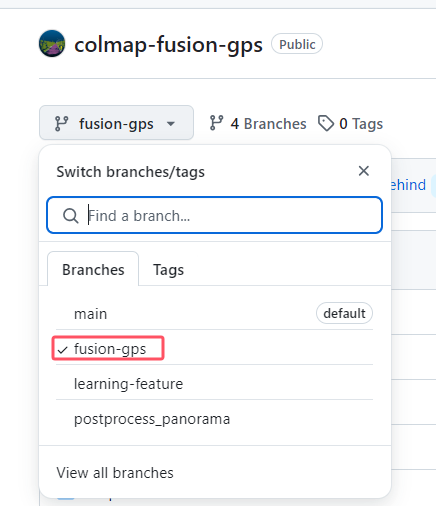 colmap-fusion-gps Public
fusion-gps 4 Branches 0 Tags
Switch branches/tags
ehind
Find a branch...
Branches Tags
main default
fusion-gps
learning-feature
postprocess_panorama
View all branches